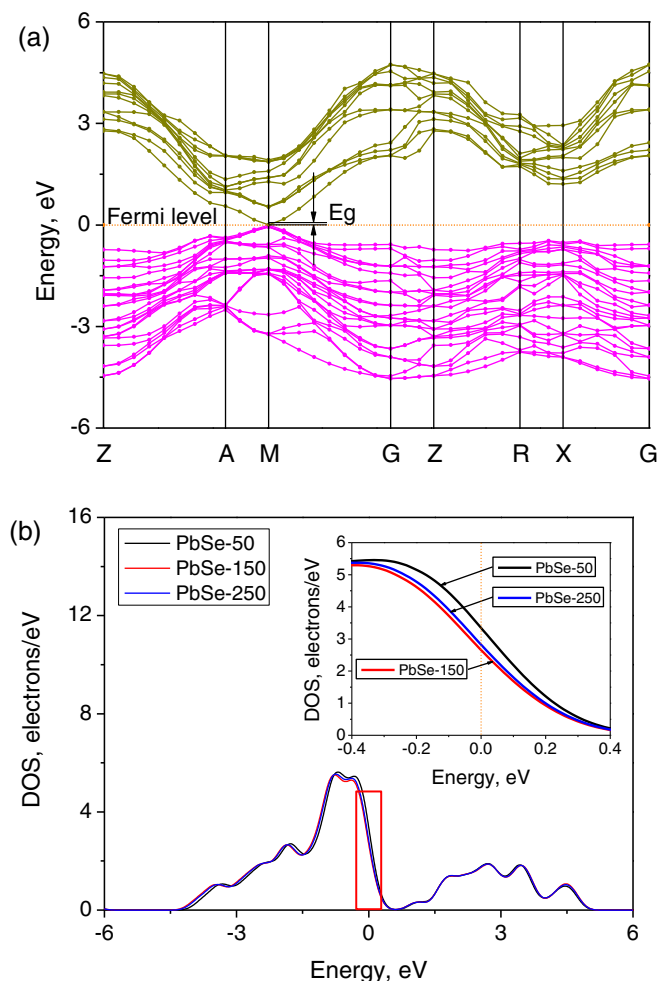 (a)
6
3
0
-3
-6
Energy, eV
Fermi level
Eg
Z A M G Z R X G
(b)
16
12
8
4
0
DOS, electrons/eV
PbSe-50
PbSe-150
PbSe-250
6
5
4
3
2
1
0
DOS, electrons/eV
PbSe-50
PbSe-250
PbSe-150
-0.4 -0.2 0.0 0.2 0.4
Energy, eV
-6 -3 0 3 6
Energy, eV